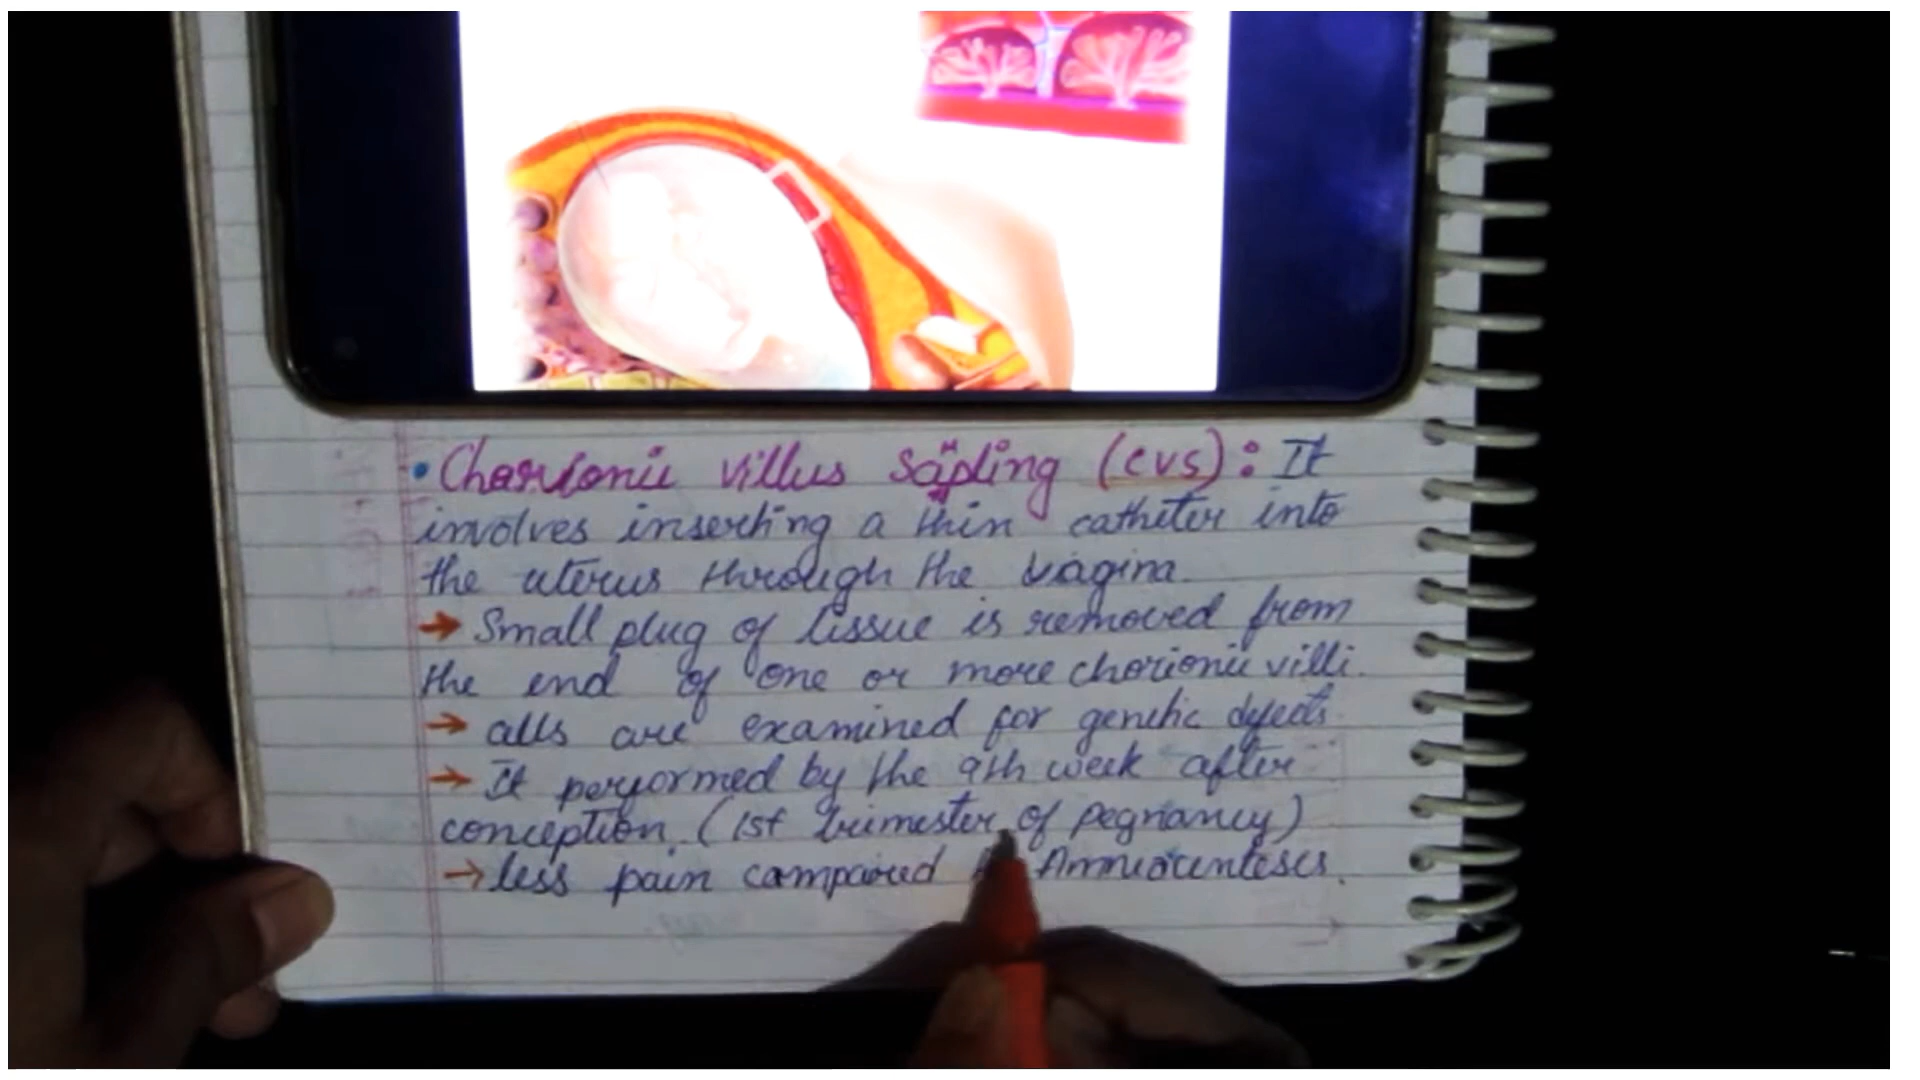 • Chorionic villus Sampling (CVS): It
involves inserting a thin catheter into
the uterus through the vagina.
→ Small plug of tissue is removed from
the end of one or more chorionic villi.
→ cells are examined for genetic defects
→ It performed by the 9th week after
conception. (1st trimester of pegnancy)
→ less pain compaired Amniocentesis.